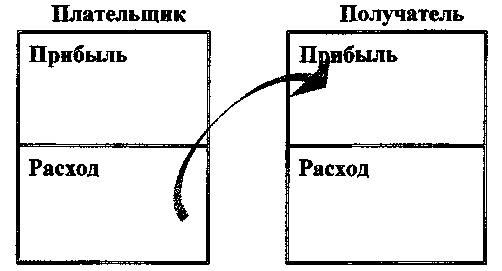 Плательщик
Получатель
Прибыль
Прибыль
Расход
Расход